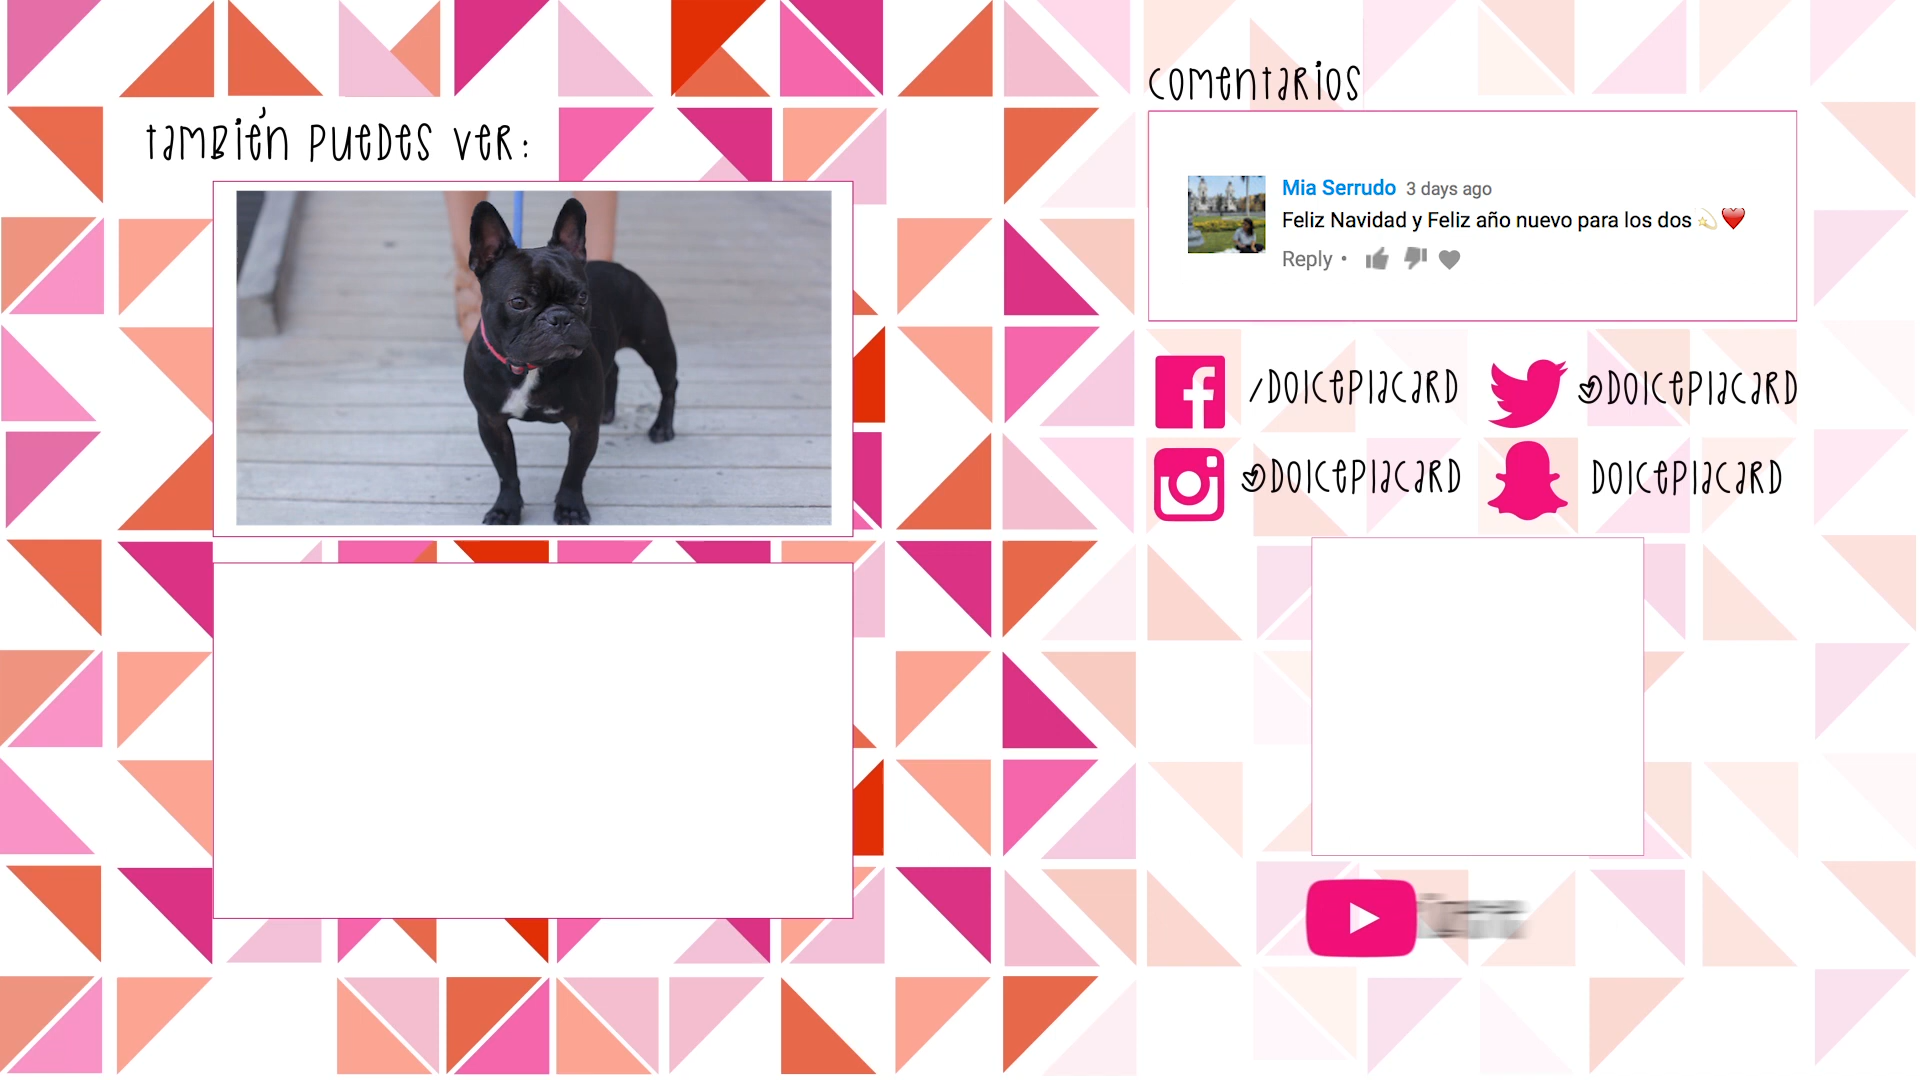 también puedes ver:
comentarios
Mia Serrudo 3 days ago
Feliz Navidad y Feliz año nuevo para los dos 💫❤️
Reply •
/dolceplacard
@dolceplacard
@dolceplacard
dolceplacard